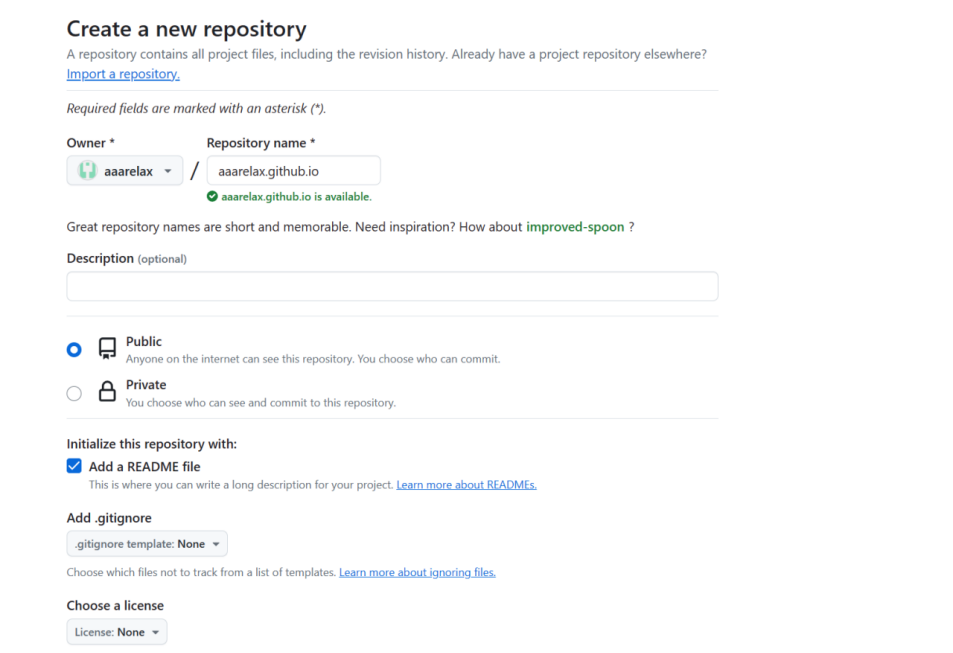 Create a new repository
A repository contains all project files, including the revision history. Already have a project repository elsewhere?
Import a repository.
Required fields are marked with an asterisk (*).
Owner *
Repository name *
aaarelax
/
aaarelax.github.io
aaarelax.github.io is available.
Great repository names are short and memorable. Need inspiration? How about improved-spoon ?
Description (optional)
Public
Anyone on the internet can see this repository. You choose who can commit.
Private
You choose who can see and commit to this repository.
Initialize this repository with:
Add a README file
This is where you can write a long description for your project. Learn more about READMEs.
Add .gitignore
.gitignore template: None
Choose which files not to track from a list of templates. Learn more about ignoring files.
Choose a license
License: None